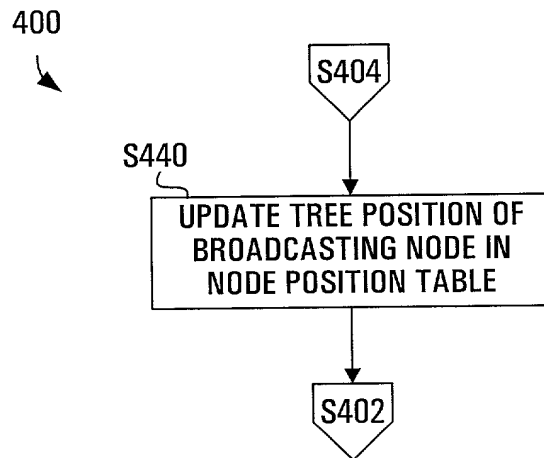 400
S404
S440
UPDATE TREE POSITION OF
BROADCASTING NODE IN
NODE POSITION TABLE
S402